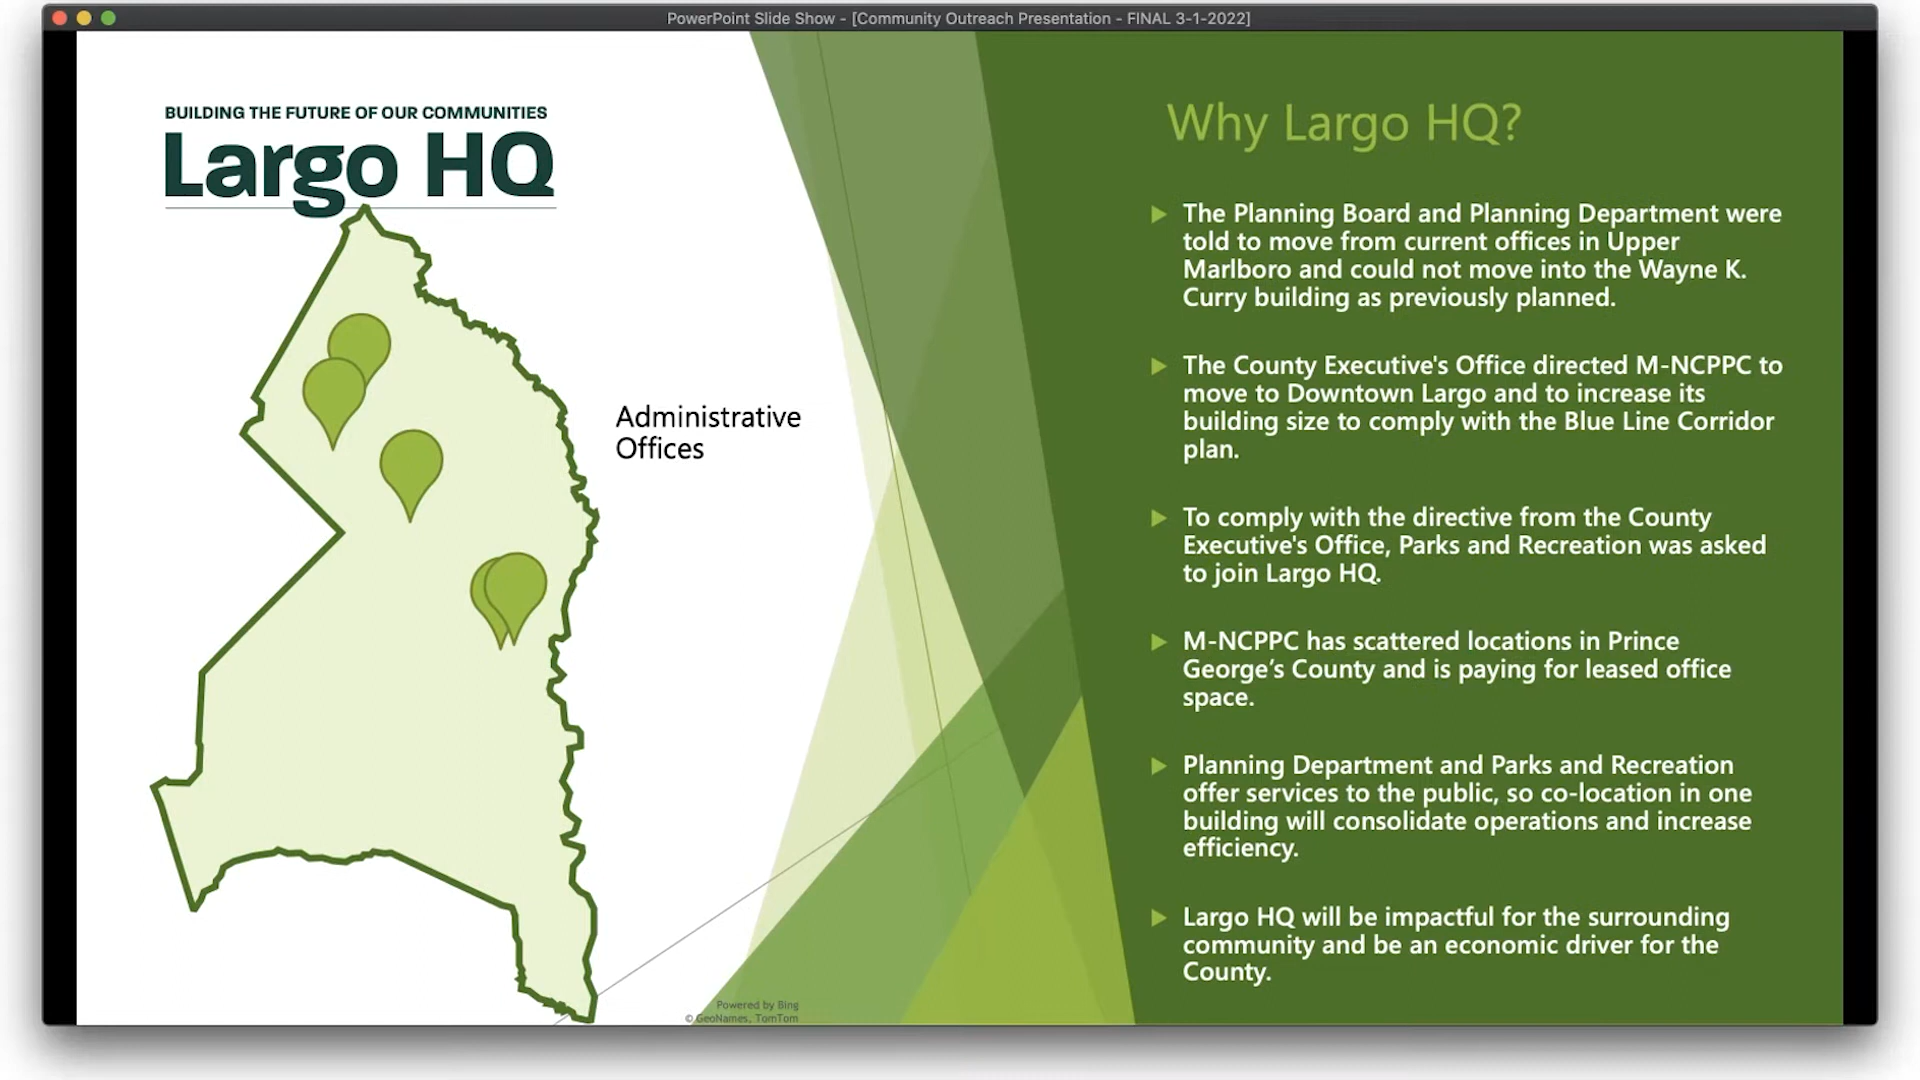 PowerPoint Slide Show - [Community Outreach Presentation - FINAL 3-1-2022]
BUILDING THE FUTURE OF OUR COMMUNITIES
Largo HQ
Administrative
Offices
Powered by Bing
© GeoNames, TomTom
Why Largo HQ?
The Planning Board and Planning Department were
told to move from current offices in Upper
Marlboro and could not move into the Wayne K.
Curry building as previously planned.
The County Executive's Office directed M-NCPPC to
move to Downtown Largo and to increase its
building size to comply with the Blue Line Corridor
plan.
To comply with the directive from the County
Executive's Office, Parks and Recreation was asked
to join Largo HQ.
M-NCPPC has scattered locations in Prince
George’s County and is paying for leased office
space.
Planning Department and Parks and Recreation
offer services to the public, so co-location in one
building will consolidate operations and increase
efficiency.
Largo HQ will be impactful for the surrounding
community and be an economic driver for the
County.